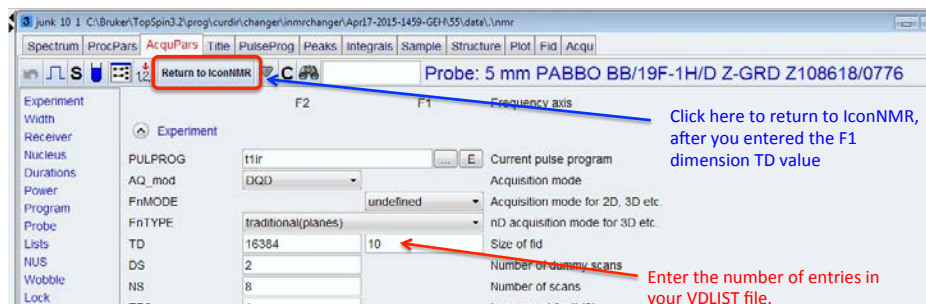 junk 10 1 C:\Bruker\TopSpin3.2\prog\curdir\changer\inmrchanger\Apr17-2015-1459-GEH\55\data\.\nmr
Spectrum ProcPars AcquPars Title PulseProg Peaks Integrals Sample Structure Plot Fid Acqu
S 1,2, Return to IconNMR C Probe: 5 mm PABBO BB/19F-1H/D Z-GRD Z108618/0776
Experiment F2 F1 Frequency axis
Width
Receiver Experiment
Nucleus PULPROG t1ir ... E Current pulse program
Durations AQ_mod DQD Acquisition mode
Power
Program FnMODE undefined Acquisition mode for 2D, 3D etc.
Probe FnTYPE traditional(planes) nD acquisition mode for 3D etc.
Lists TD 16384 10 Size of fid
NUS DS 2 Number of dummy scans
Wobble NS 8 Number of scans
Lock
Click here to return to IconNMR,
after you entered the F1
dimension TD value
Enter the number of entries in
your VDLIST file.